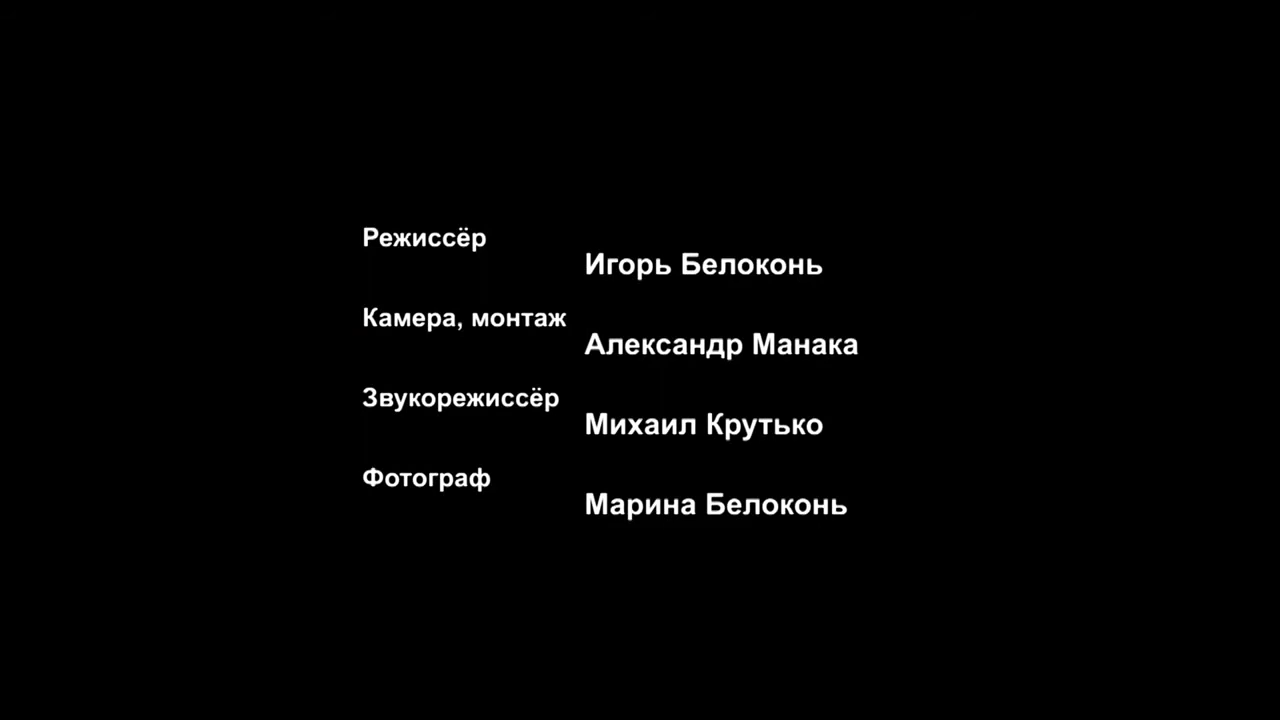 Режиссёр
Игорь Белоконь
Камера, монтаж
Александр Манака
Звукорежиссёр
Михаил Крутько
Фотограф
Марина Белоконь